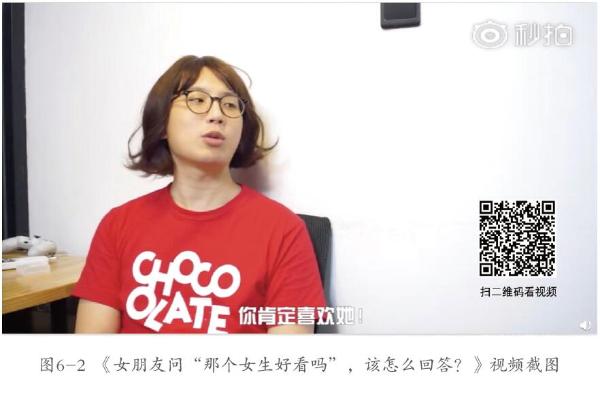 秒拍
扫二维码看视频
CHOCO
OLATE
你肯定喜欢她！
图6-2 《女朋友问“那个女生好看吗”，该怎么回答？》视频截图